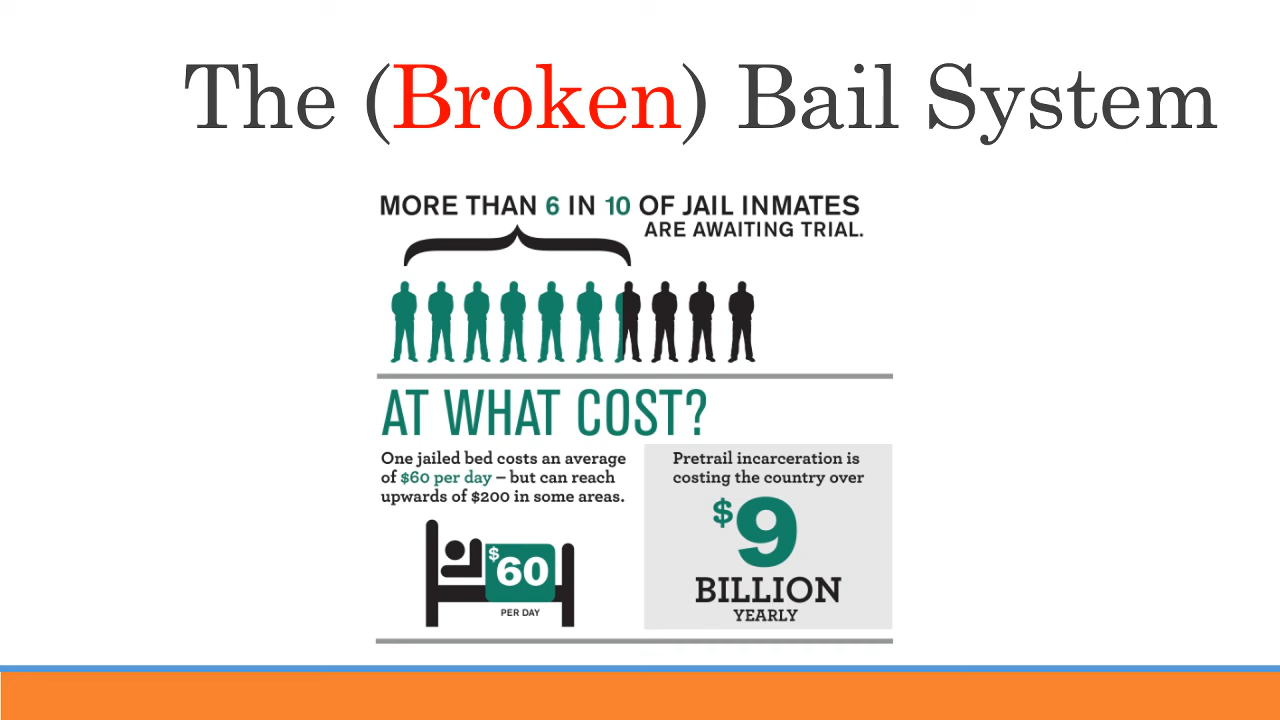 The (Broken) Bail System
MORE THAN 6 IN 10 OF JAIL INMATES
ARE AWAITING TRIAL.
AT WHAT COST?
One jailed bed costs an average
of $60 per day – but can reach
upwards of $200 in some areas.
$60
PER DAY
Pretrail incarceration is
costing the country over
$9
BILLION
YEARLY